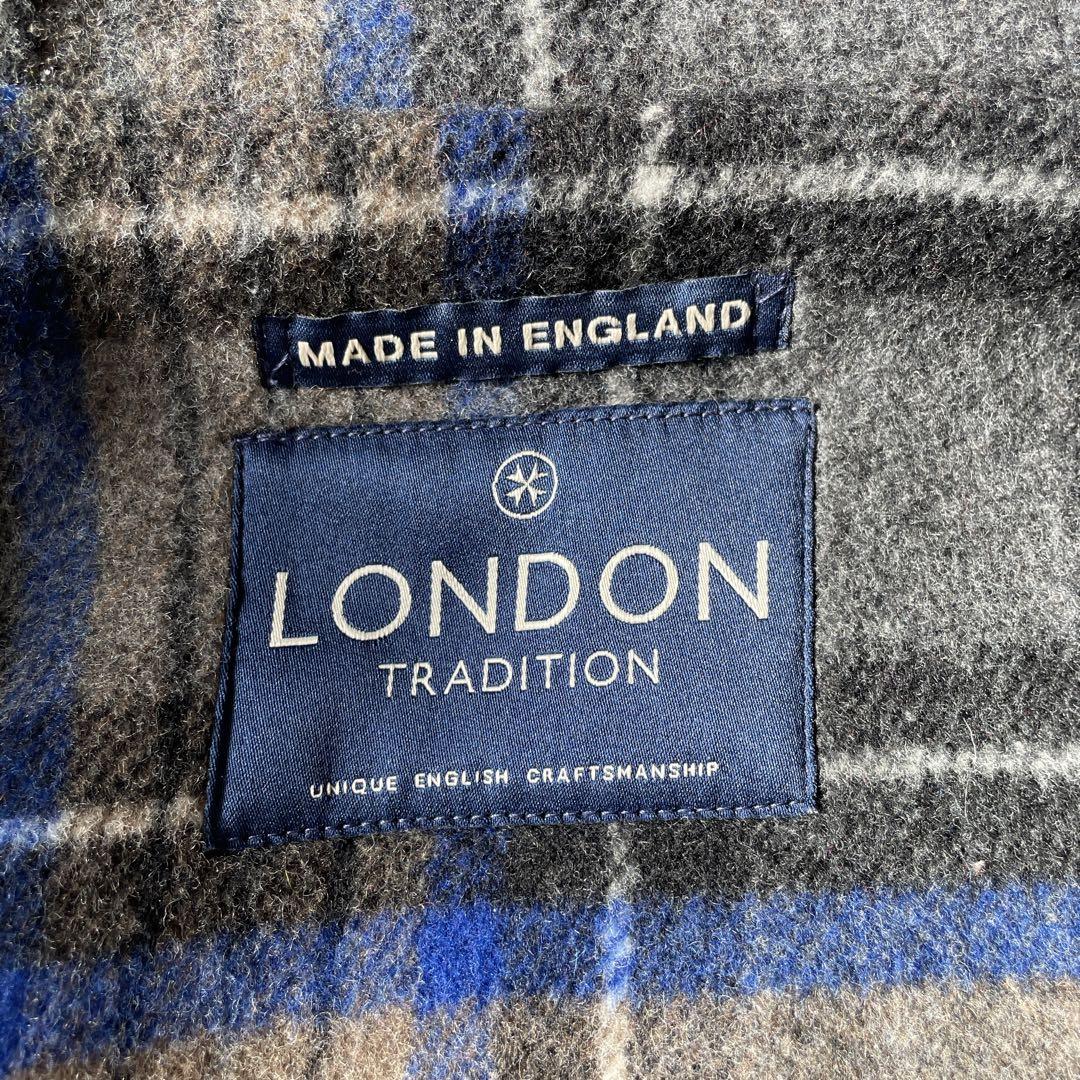 MADE IN ENGLAND
LONDON
TRADITION
UNIQUE ENGLISH CRAFTSMANSHIP